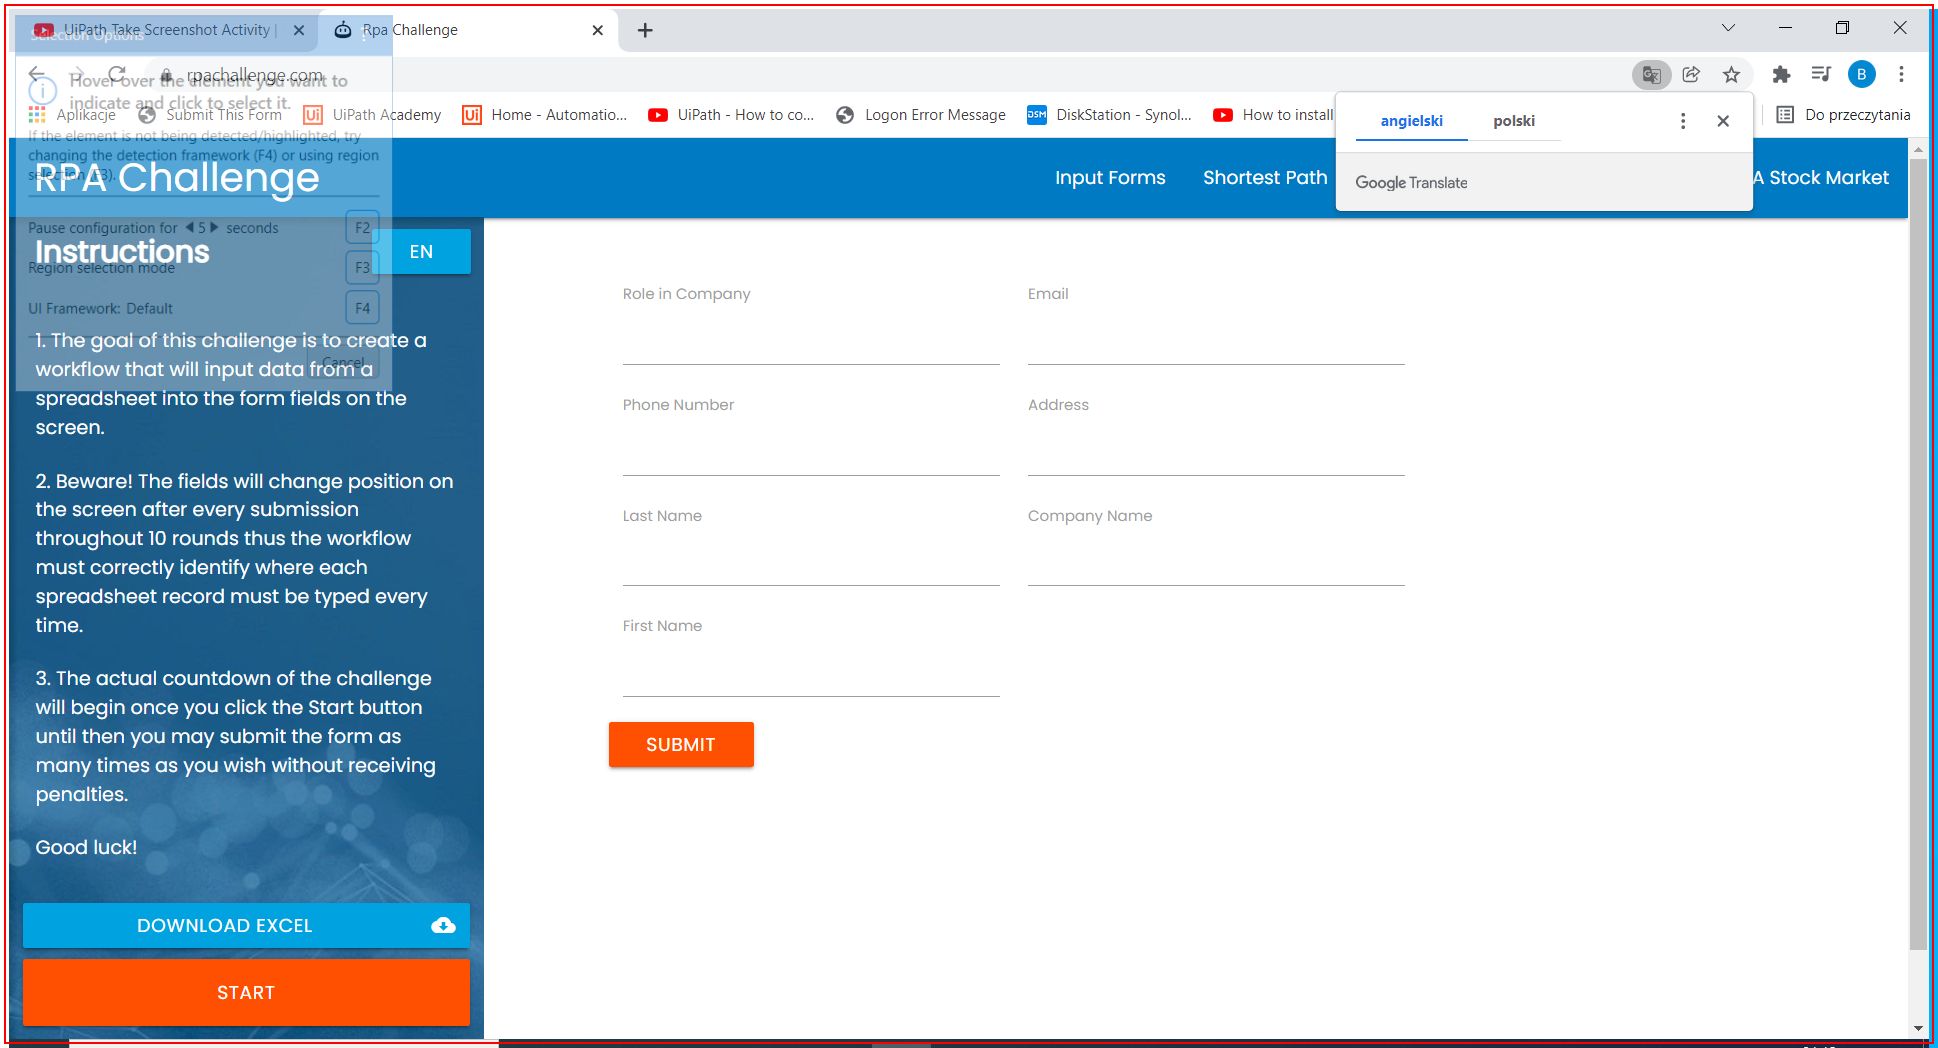 UiPath Take Screenshot Activity |
Rpa Challenge
Selection Options
rpachallenge.com
Hover over the element you want to
indicate and click to select it.
B
Aplikacje
Submit This Form
Ui UiPath Academy
Ui Home - Automatio...
UiPath - How to co...
Logon Error Message
DSM DiskStation - Synol...
How to install
Do przeczytania
If the element is not being detected/highlighted, try
changing the detection framework (F4) or using region
selection (F3).
angielski
polski
Google Translate
RPA Challenge
Input Forms
Shortest Path
A Stock Market
Pause configuration for 5 seconds
F2
Instructions
EN
Region selection mode
F3
UI Framework: Default
F4
Cancel
1. The goal of this challenge is to create a
workflow that will input data from a
spreadsheet into the form fields on the
screen.
2. Beware! The fields will change position on
the screen after every submission
throughout 10 rounds thus the workflow
must correctly identify where each
spreadsheet record must be typed every
time.
3. The actual countdown of the challenge
will begin once you click the Start button
until then you may submit the form as
many times as you wish without receiving
penalties.
Good luck!
DOWNLOAD EXCEL
START
Role in Company
Email
Phone Number
Address
Last Name
Company Name
First Name
SUBMIT